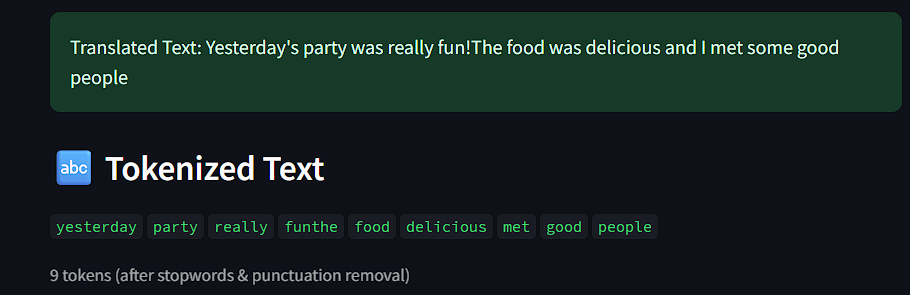 Translated Text: Yesterday's party was really fun!The food was delicious and I met some good
people
abc Tokenized Text
yesterday party really funthe food delicious met good people
9 tokens (after stopwords & punctuation removal)